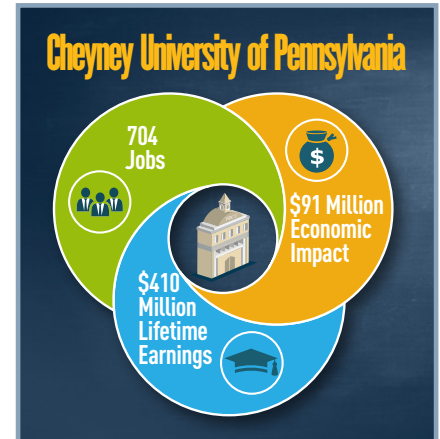 Cheyney University of Pennsylvania
704
Jobs
$
$91 Million
Economic
Impact
$410
Million
Lifetime
Earnings